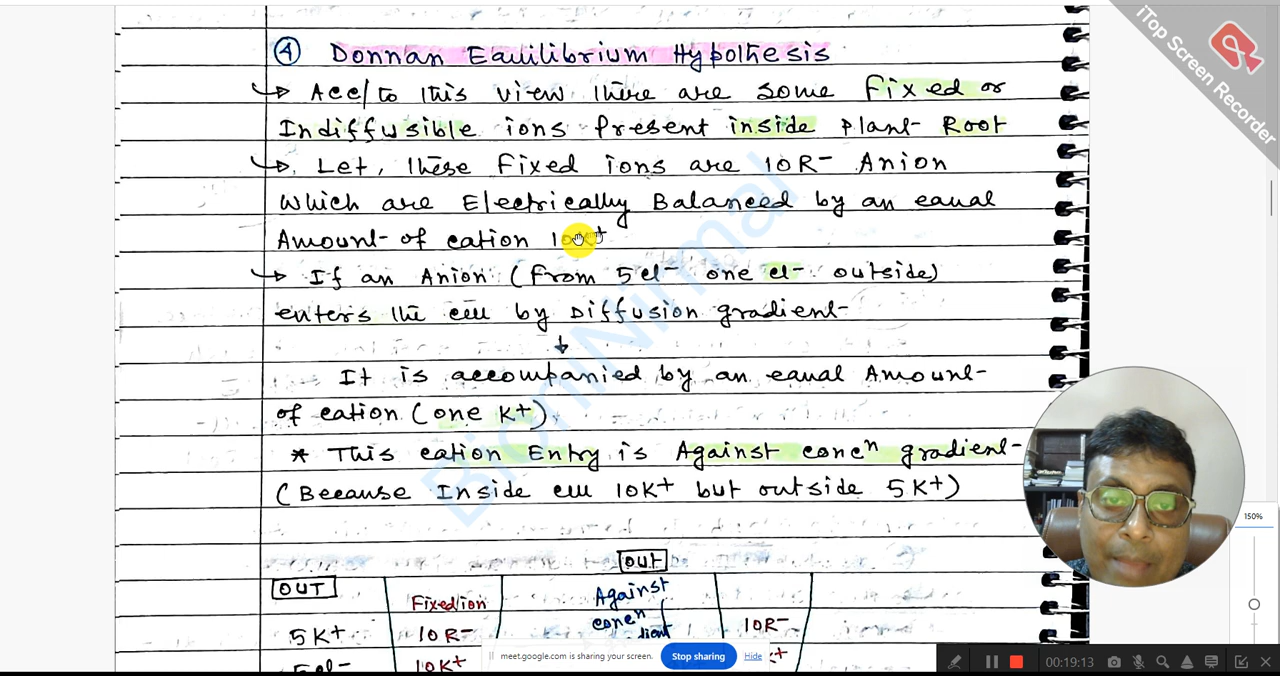 iTop Screen Recorder
④ Donnan Equilibrium Hypothesis
↳ Acc/to this view there are some Fixed or
Indiffusible ions Present inside Plant Root
↳ Let, these Fixed ions are 10R- Anion
Which are Electrically Balanced by an equal
Amount of cation 10K+
↳ If an Anion (From 5cl- one cl- outside)
enters the cell by Diffusion gradient
↓
It is accompanied by an equal Amount
of cation (one K+).
* This cation Entry is Against concn gradient
(Because Inside cell 10K+ but outside 5K+)
BiomNirmal
150%
OUT
OUT
Fixed ion
Against
5K+
10R-
concn
10R-
5cl-
10K+
meet.google.com is sharing your screen.
Stop sharing
Hide
00:19:13